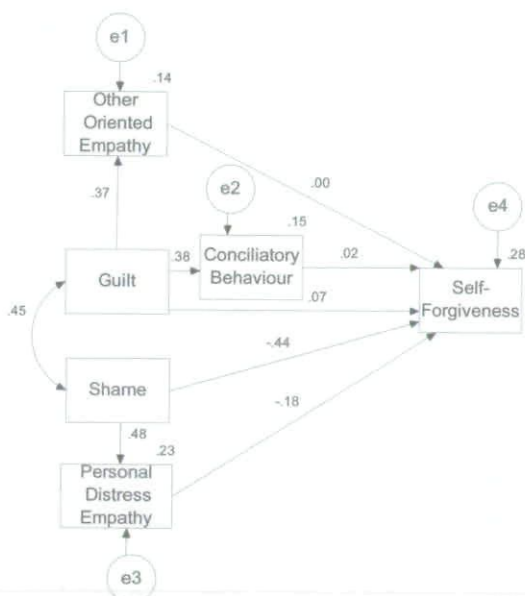 e1
.14
Other
Oriented
Empathy
.37
.00
e2
.15
e4
Conciliatory
Behaviour
.38
.02
.28
Guilt
Self-
Forgiveness
.07
.45
-.44
Shame
-.18
.48
.23
Personal
Distress
Empathy
e3